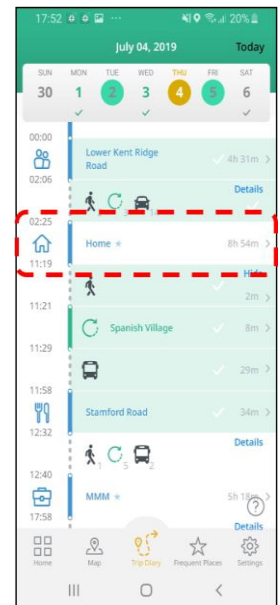 17:52 ... 20%
July 04, 2019 Today
SUN MON TUE WED THU FRI SAT
30 1 2 3 4 5 6
00:00
Lower Kent Ridge
Road 4h 31m >
02:06
Details
02:25
Home ★ 8h 54m >
11:19
Hide
2m >
11:21
Spanish Village 8m >
11:29
29m >
11:58
Stamford Road 34m >
12:32
Details
1 5 2
12:40
MMM ★ 5h 18m >
17:58
Details
Home Map Trip Diary Frequent Places Settings